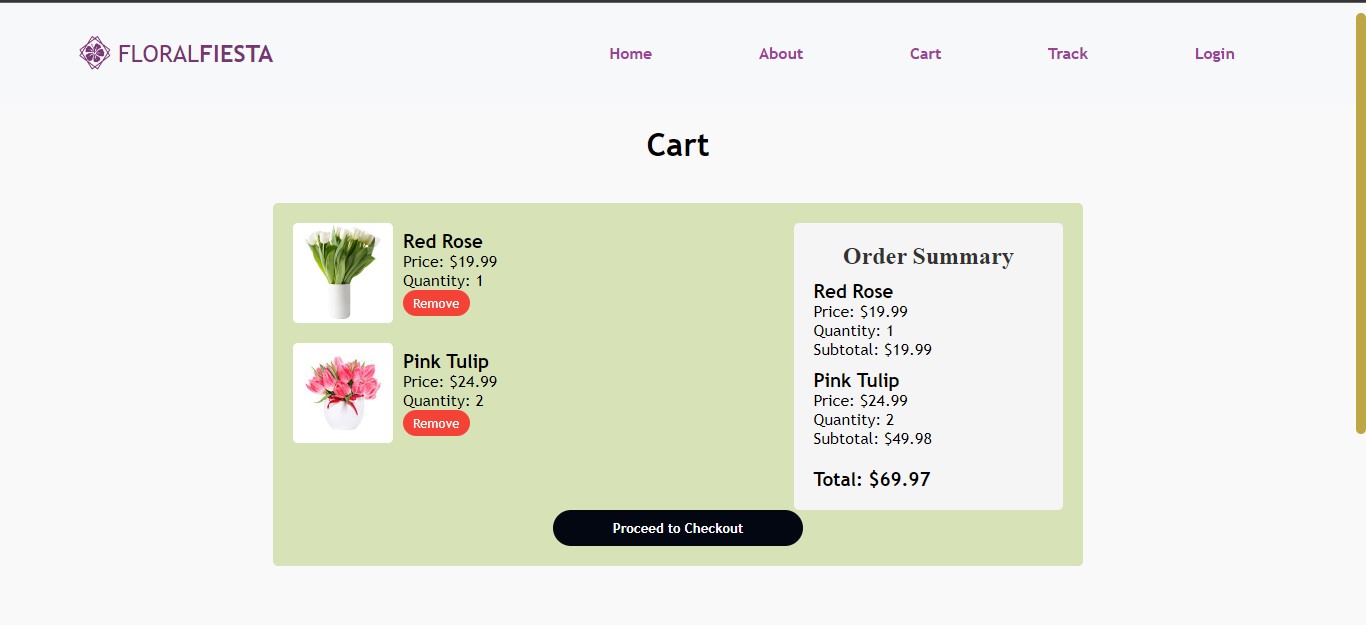 FLORALFIESTA
Home About Cart Track Login
Cart
Red Rose
Price: $19.99
Quantity: 1
Remove
Pink Tulip
Price: $24.99
Quantity: 2
Remove
Order Summary
Red Rose
Price: $19.99
Quantity: 1
Subtotal: $19.99
Pink Tulip
Price: $24.99
Quantity: 2
Subtotal: $49.98
Total: $69.97
Proceed to Checkout